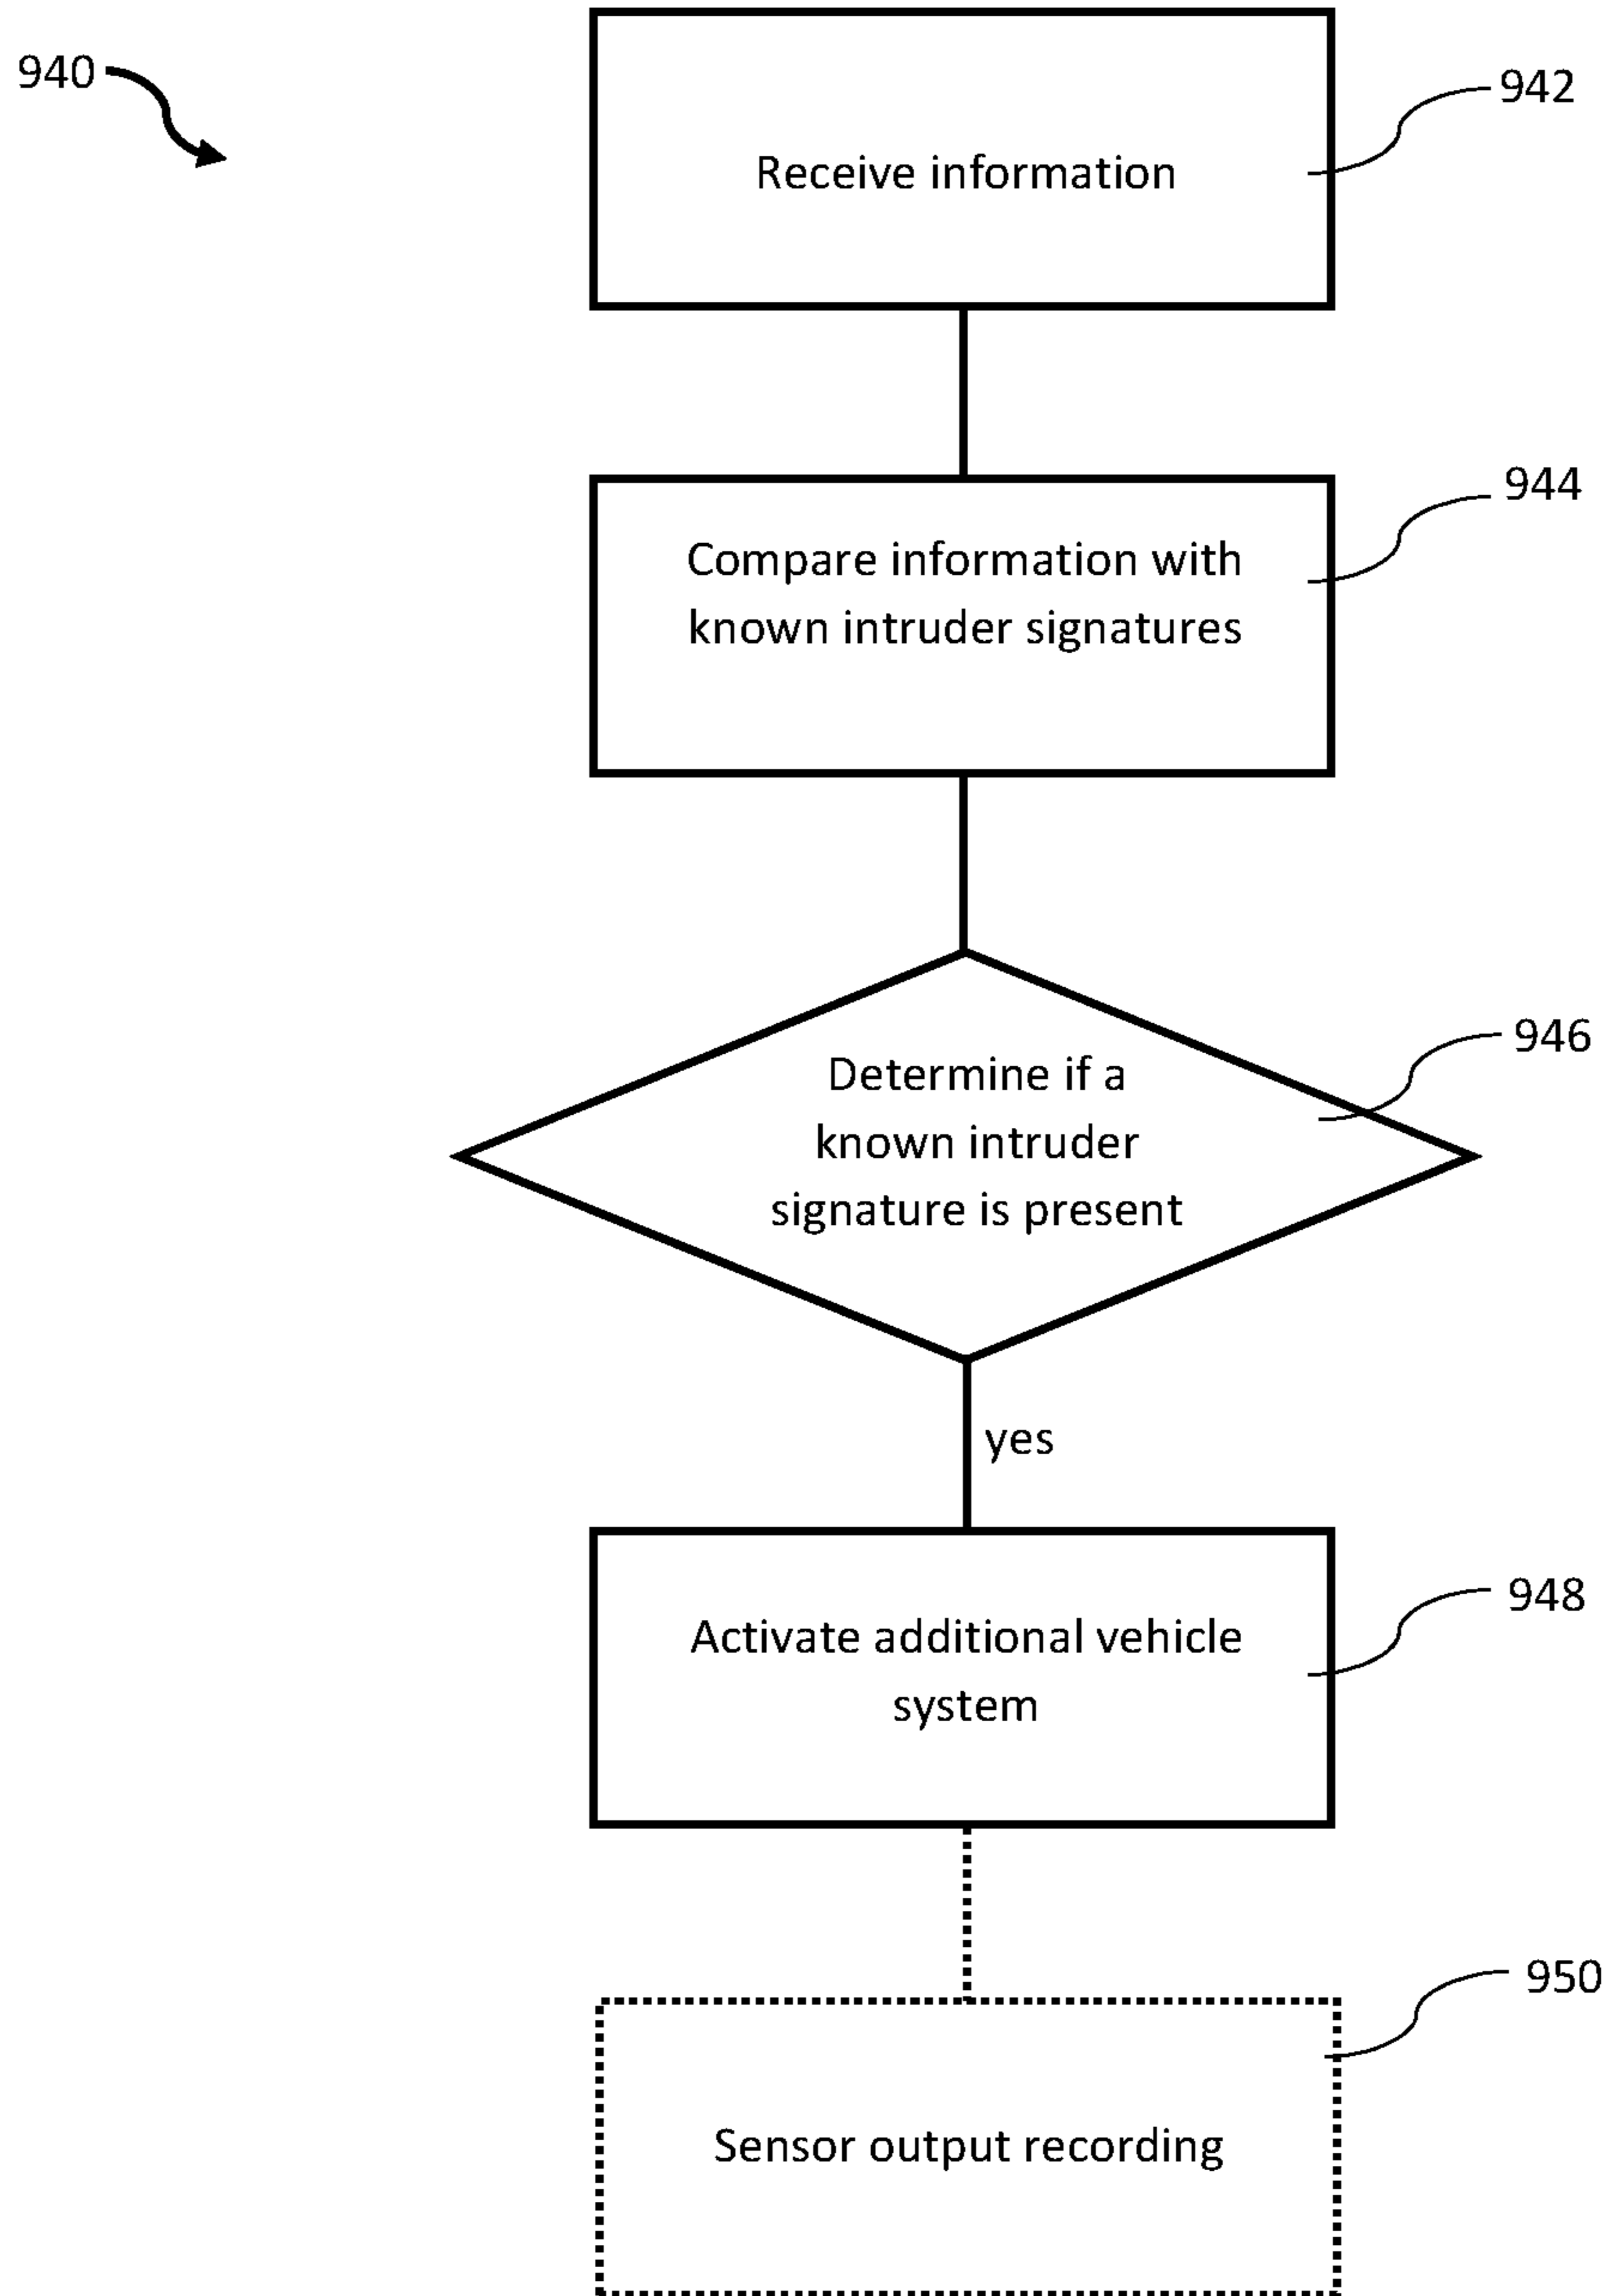 940
942
Receive information
944
Compare information with
known intruder signatures
946
Determine if a
known intruder
signature is present
yes
948
Activate additional vehicle
system
950
Sensor output recording